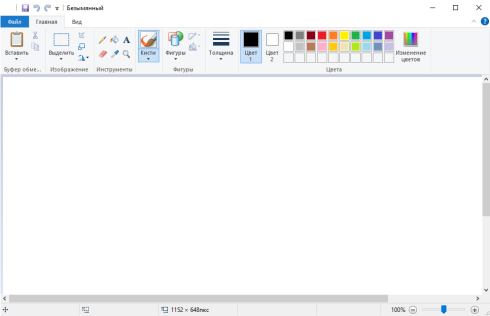 Безымянный
Файл Главная Вид
Вставить Выделить Кисти Фигуры Толщина Цвет 1 Цвет 2 Изменение цветов
Буфер обме... Изображение Инструменты Фигуры Цвета
1152 × 648пкс 100%